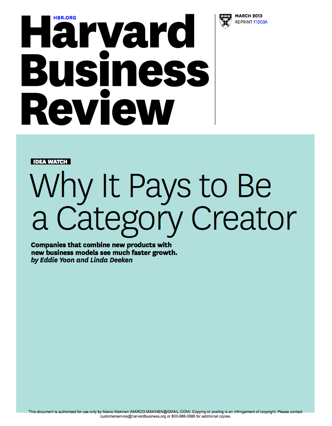 HBR.ORG
Harvard
Business
Review
MARCH 2013
REPRINT F1303A
IDEA WATCH
Why It Pays to Be
a Category Creator
Companies that combine new products with
new business models see much faster growth.
by Eddie Yoon and Linda Deeken
This document is authorized for use only by Marco Makinen (MARCO.MAKINEN@GMAIL.COM). Copying or posting is an infringement of copyright. Please contact
customerservice@harvardbusiness.org or 800-988-0886 for additional copies.